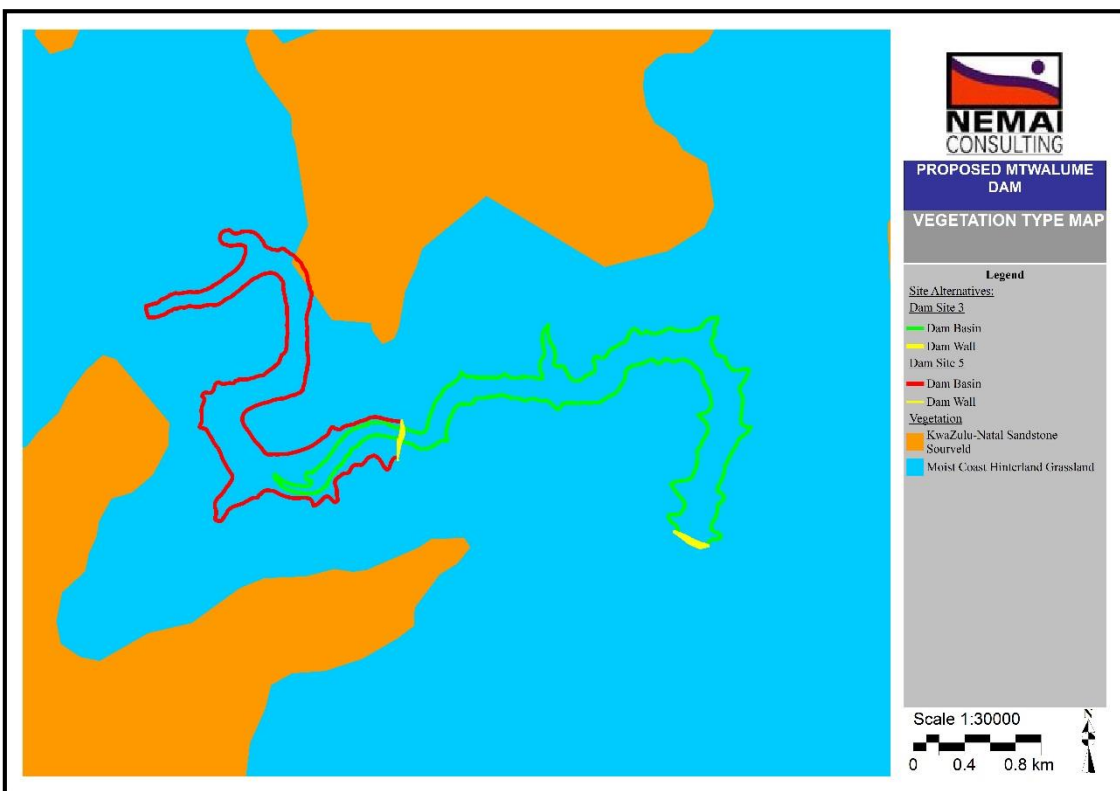 NEMAI
CONSULTING
PROPOSED MTWALUME
DAM
VEGETATION TYPE MAP
Legend
Site Alternatives:
Dam Site 3
Dam Basin
Dam Wall
Dam Site 5
Dam Basin
Dam Wall
Vegetation
KwaZulu-Natal Sandstone
Sourveld
Moist Coast Hinterland Grassland
Scale 1:30000
N
0 0.4 0.8 km